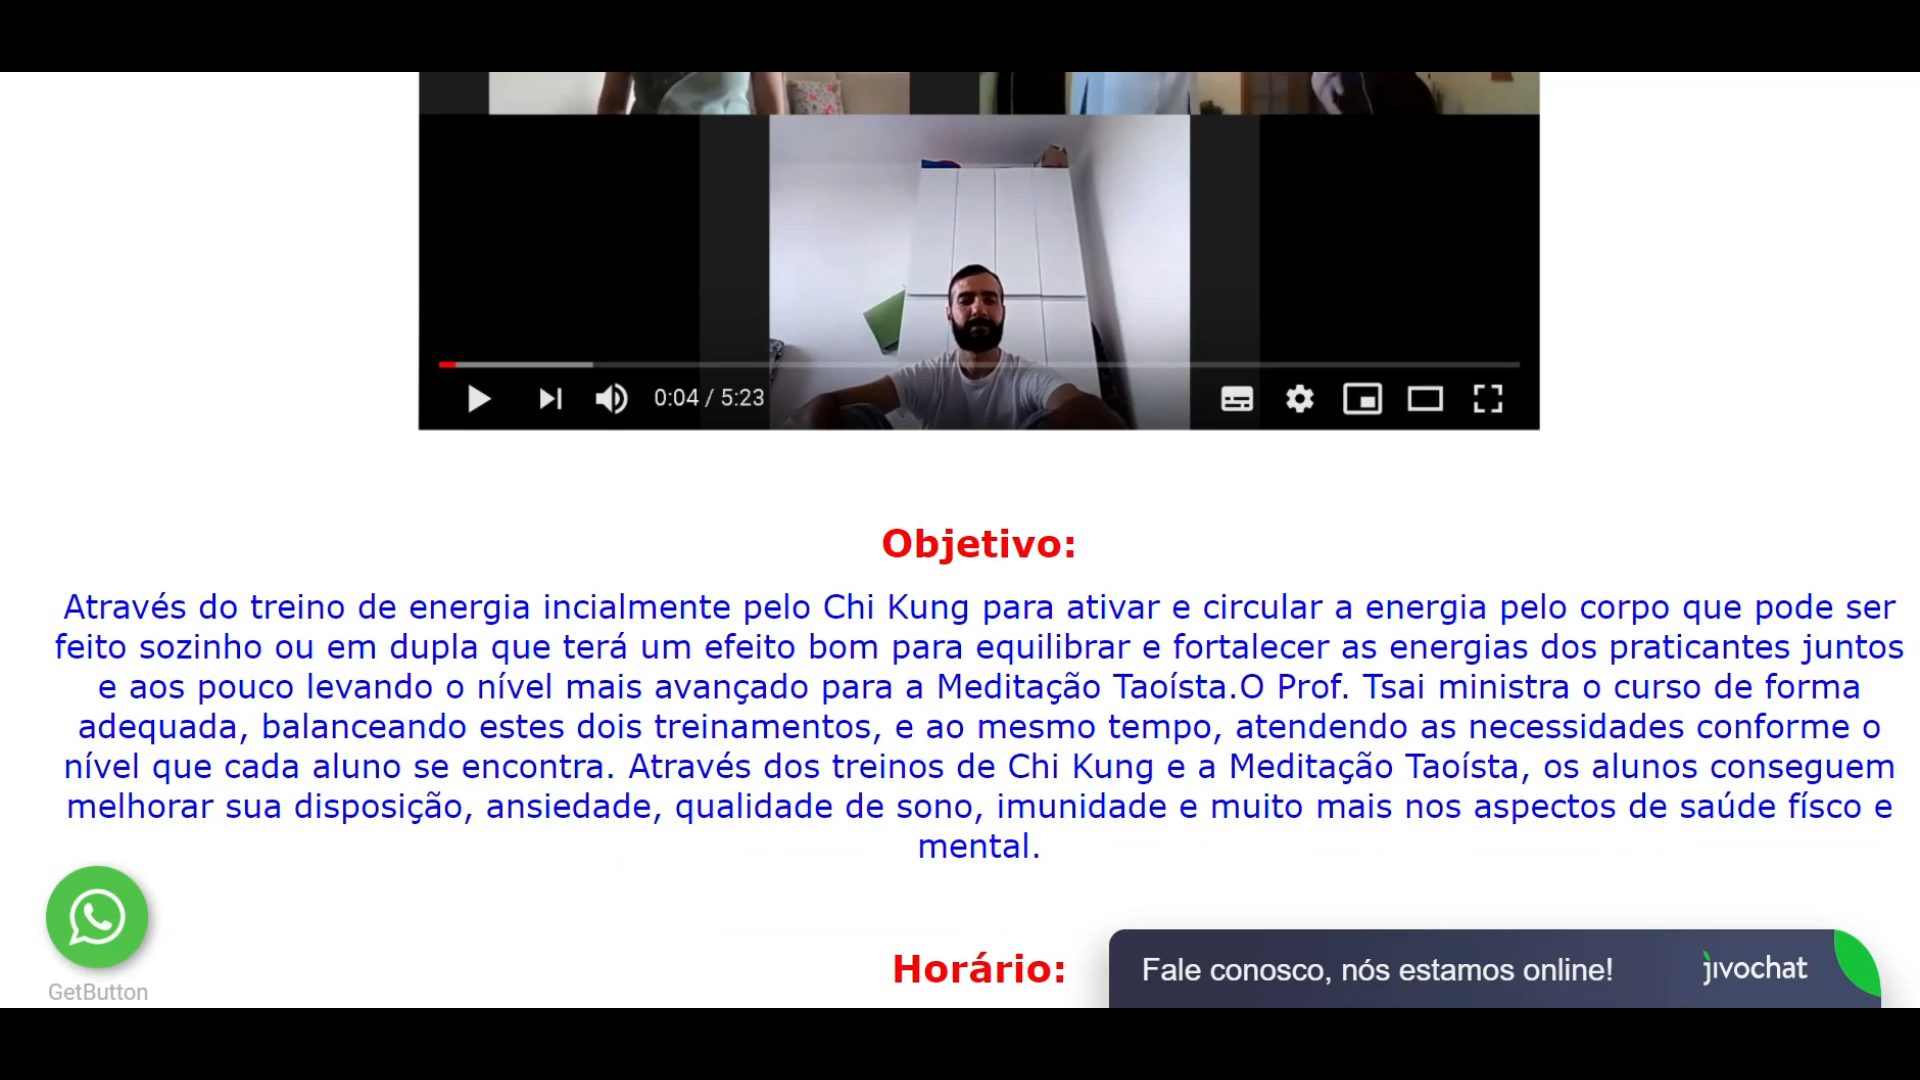 0:04 / 5:23
Objetivo:
Através do treino de energia incialmente pelo Chi Kung para ativar e circular a energia pelo corpo que pode ser
feito sozinho ou em dupla que terá um efeito bom para equilibrar e fortalecer as energias dos praticantes juntos
e aos pouco levando o nível mais avançado para a Meditação Taoísta.O Prof. Tsai ministra o curso de forma
adequada, balanceando estes dois treinamentos, e ao mesmo tempo, atendendo as necessidades conforme o
nível que cada aluno se encontra. Através dos treinos de Chi Kung e a Meditação Taoísta, os alunos conseguem
melhorar sua disposição, ansiedade, qualidade de sono, imunidade e muito mais nos aspectos de saúde físco e
mental.
GetButton
Horário:
Fale conosco, nós estamos online!
jivochat